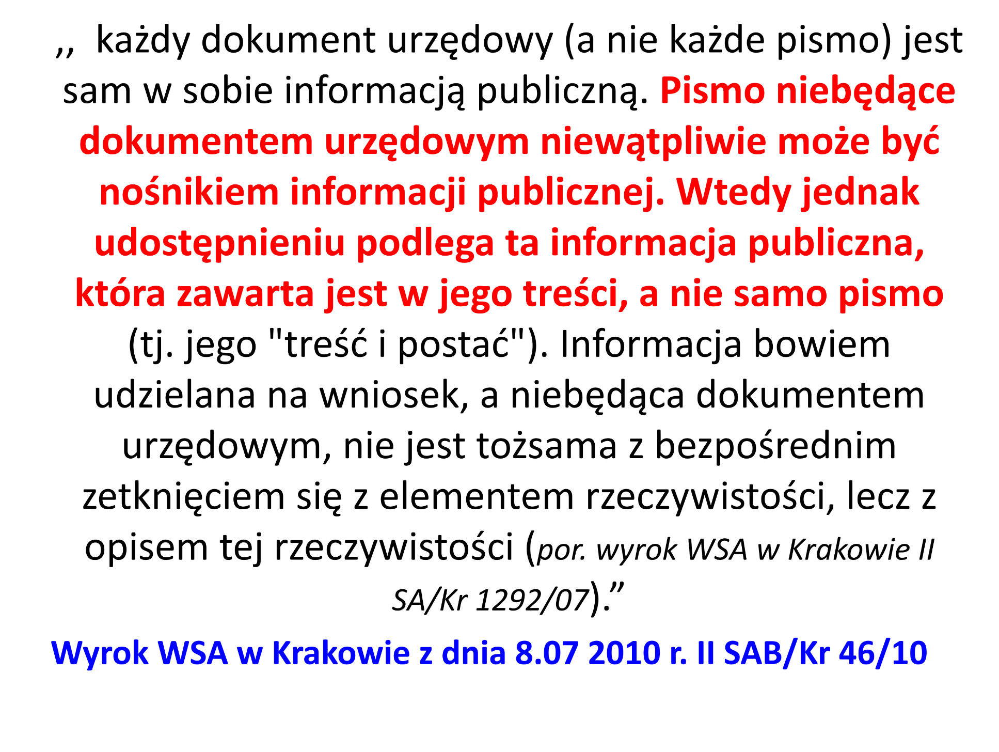 ,,  każdy dokument urzędowy (a nie każde pismo) jest
sam w sobie informacją publiczną. Pismo niebędące
dokumentem urzędowym niewątpliwie może być
nośnikiem informacji publicznej. Wtedy jednak
udostępnieniu podlega ta informacja publiczna,
która zawarta jest w jego treści, a nie samo pismo
(tj. jego "treść i postać"). Informacja bowiem
udzielana na wniosek, a niebędąca dokumentem
urzędowym, nie jest tożsama z bezpośrednim
zetknięciem się z elementem rzeczywistości, lecz z
opisem tej rzeczywistości (por. wyrok WSA w Krakowie II
SA/Kr 1292/07).”
Wyrok WSA w Krakowie z dnia 8.07 2010 r. II SAB/Kr 46/10